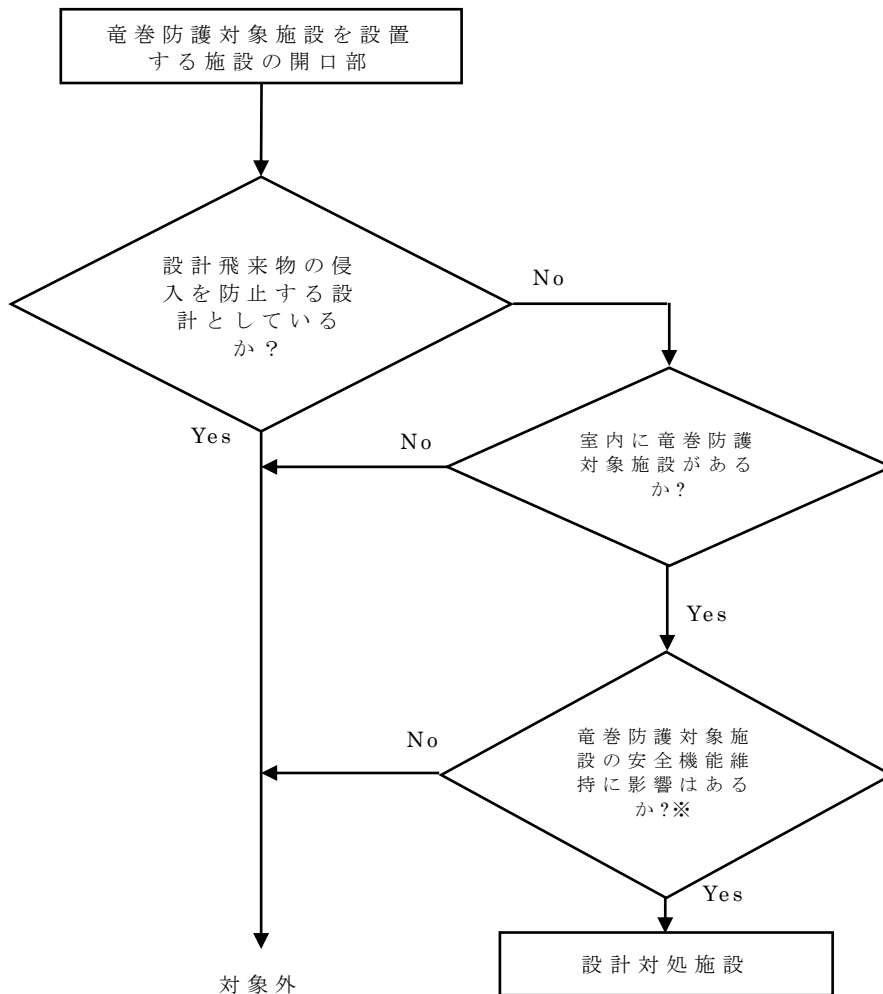 竜巻防護対象施設を設置
する施設の開口部
設計飛来物の侵
入を防止する設
計としている
か？
No
Yes
No
室内に竜巻防護
対象施設がある
か?
Yes
No
竜巻防護対象施
設の安全機能維
持に影響はある
か?※
Yes
設計対処施設
対象外